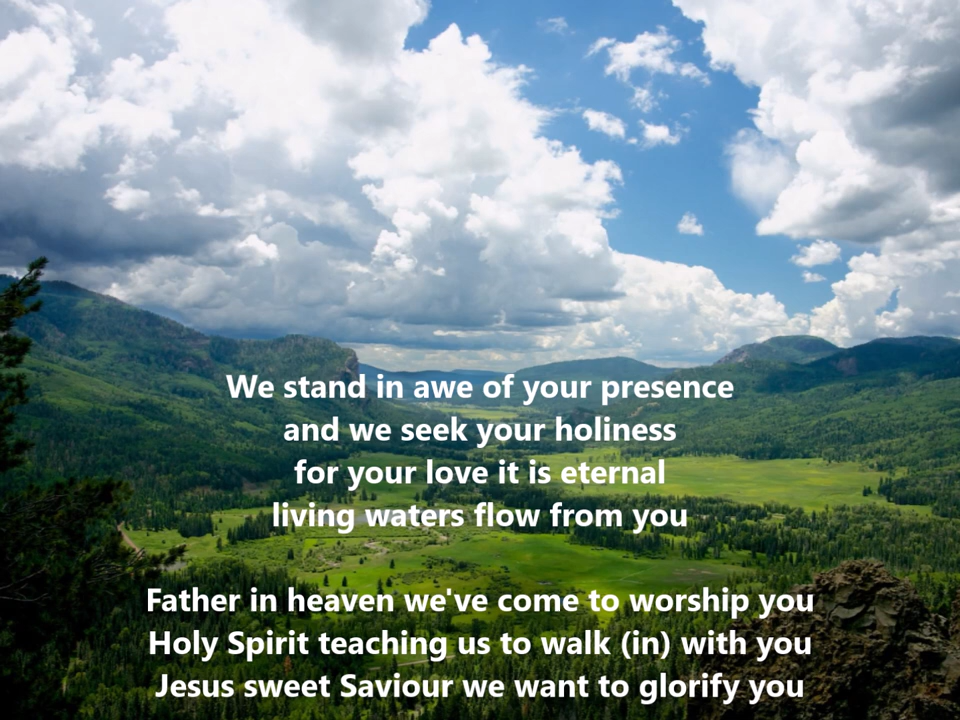 We stand in awe of your presence
and we seek your holiness
for your love it is eternal
living waters flow from you
Father in heaven we've come to worship you
Holy Spirit teaching us to walk (in) with you
Jesus sweet Saviour we want to glorify you